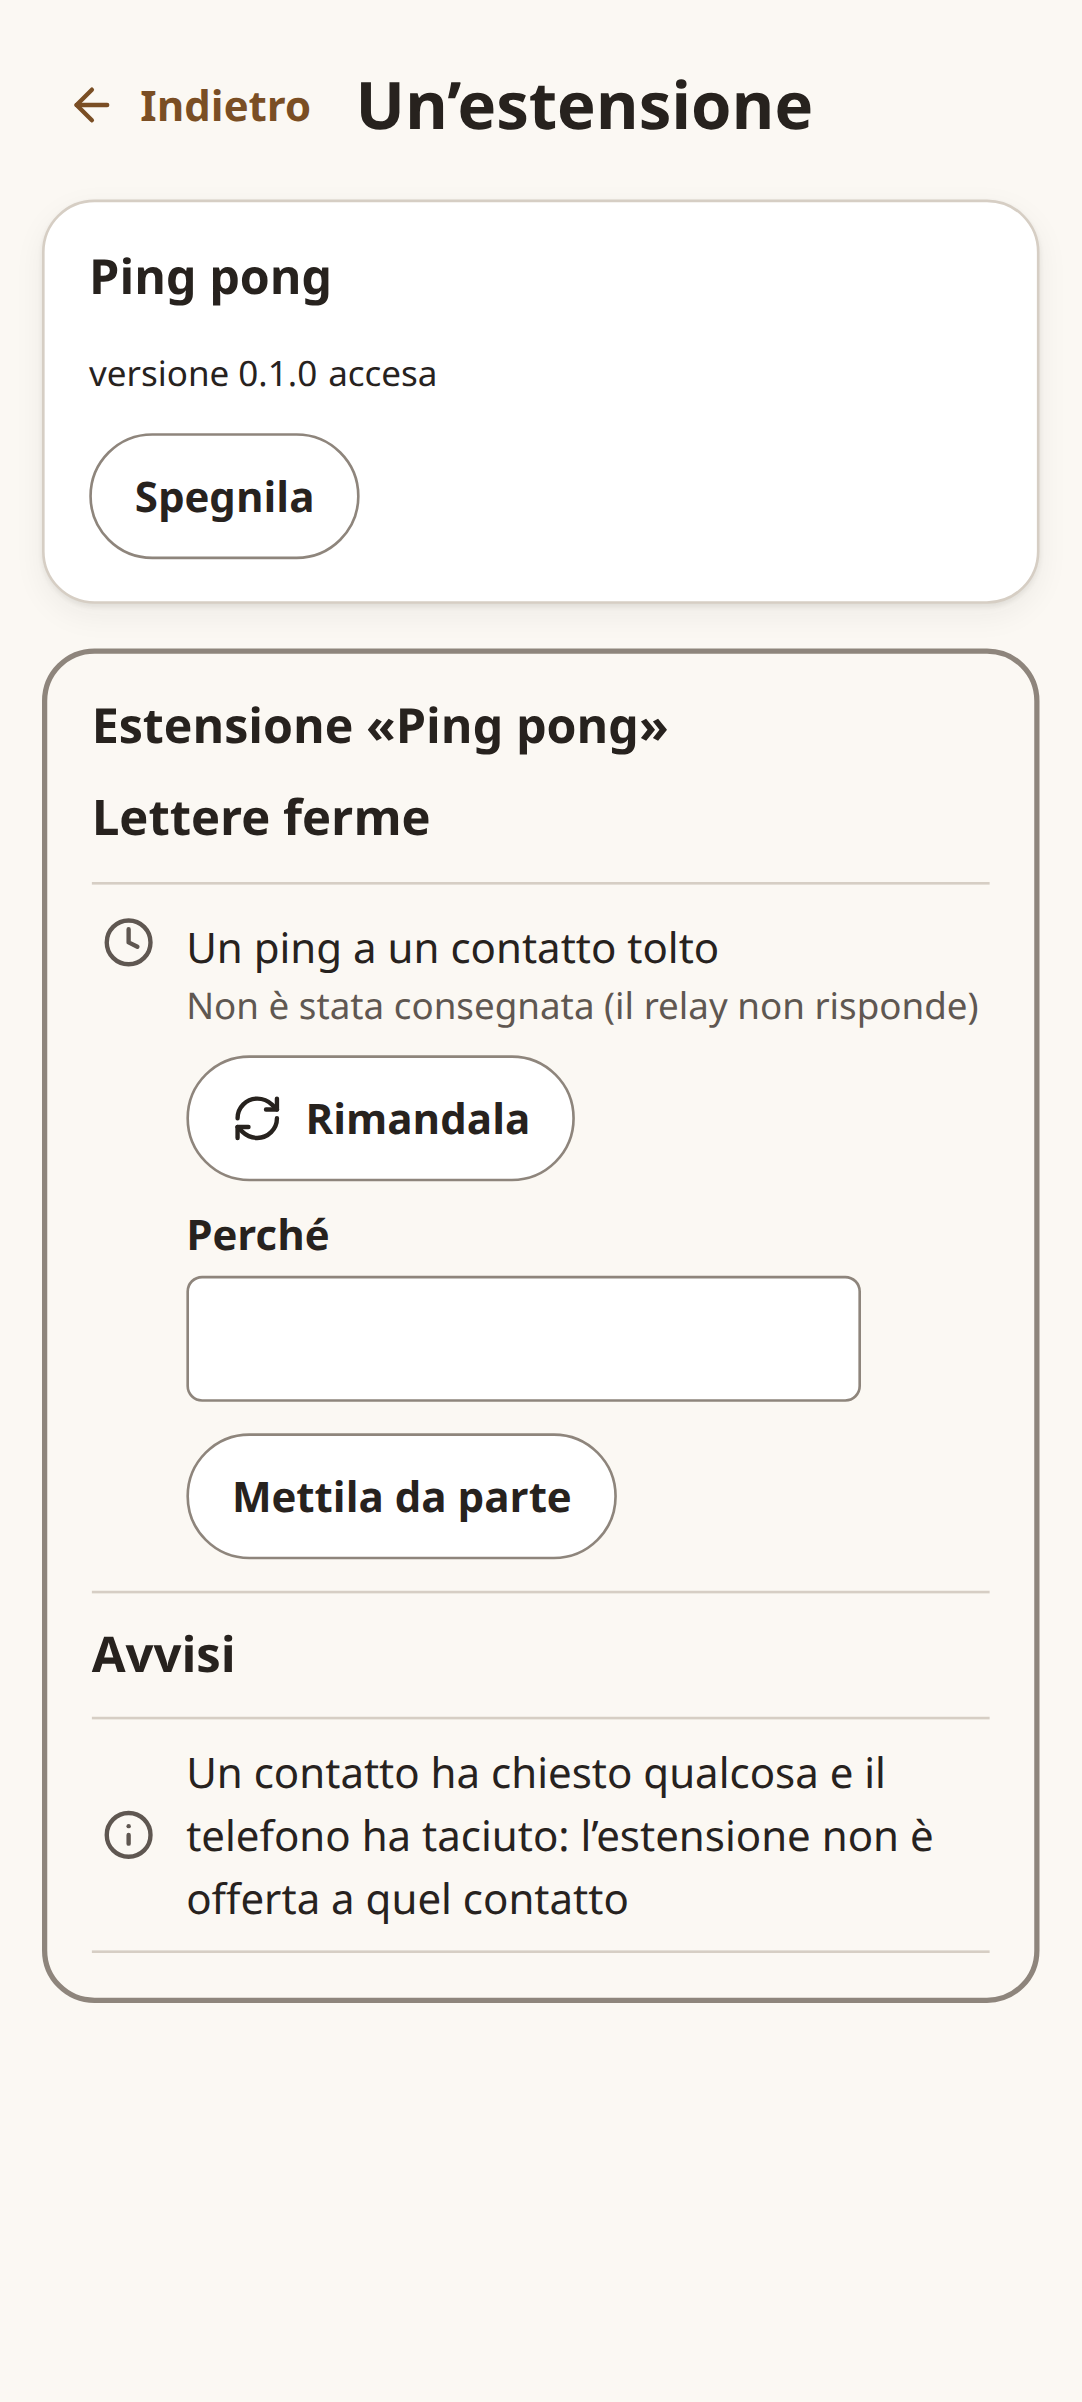 Indietro
Un’estensione
Ping pong
versione 0.1.0 accesa
Spegnila
Estensione «Ping pong»
Lettere ferme
Un ping a un contatto tolto
Non è stata consegnata (il relay non risponde)
Rimandala
Perché
Mettila da parte
Avvisi
Un contatto ha chiesto qualcosa e il
telefono ha taciuto: l’estensione non è
offerta a quel contatto